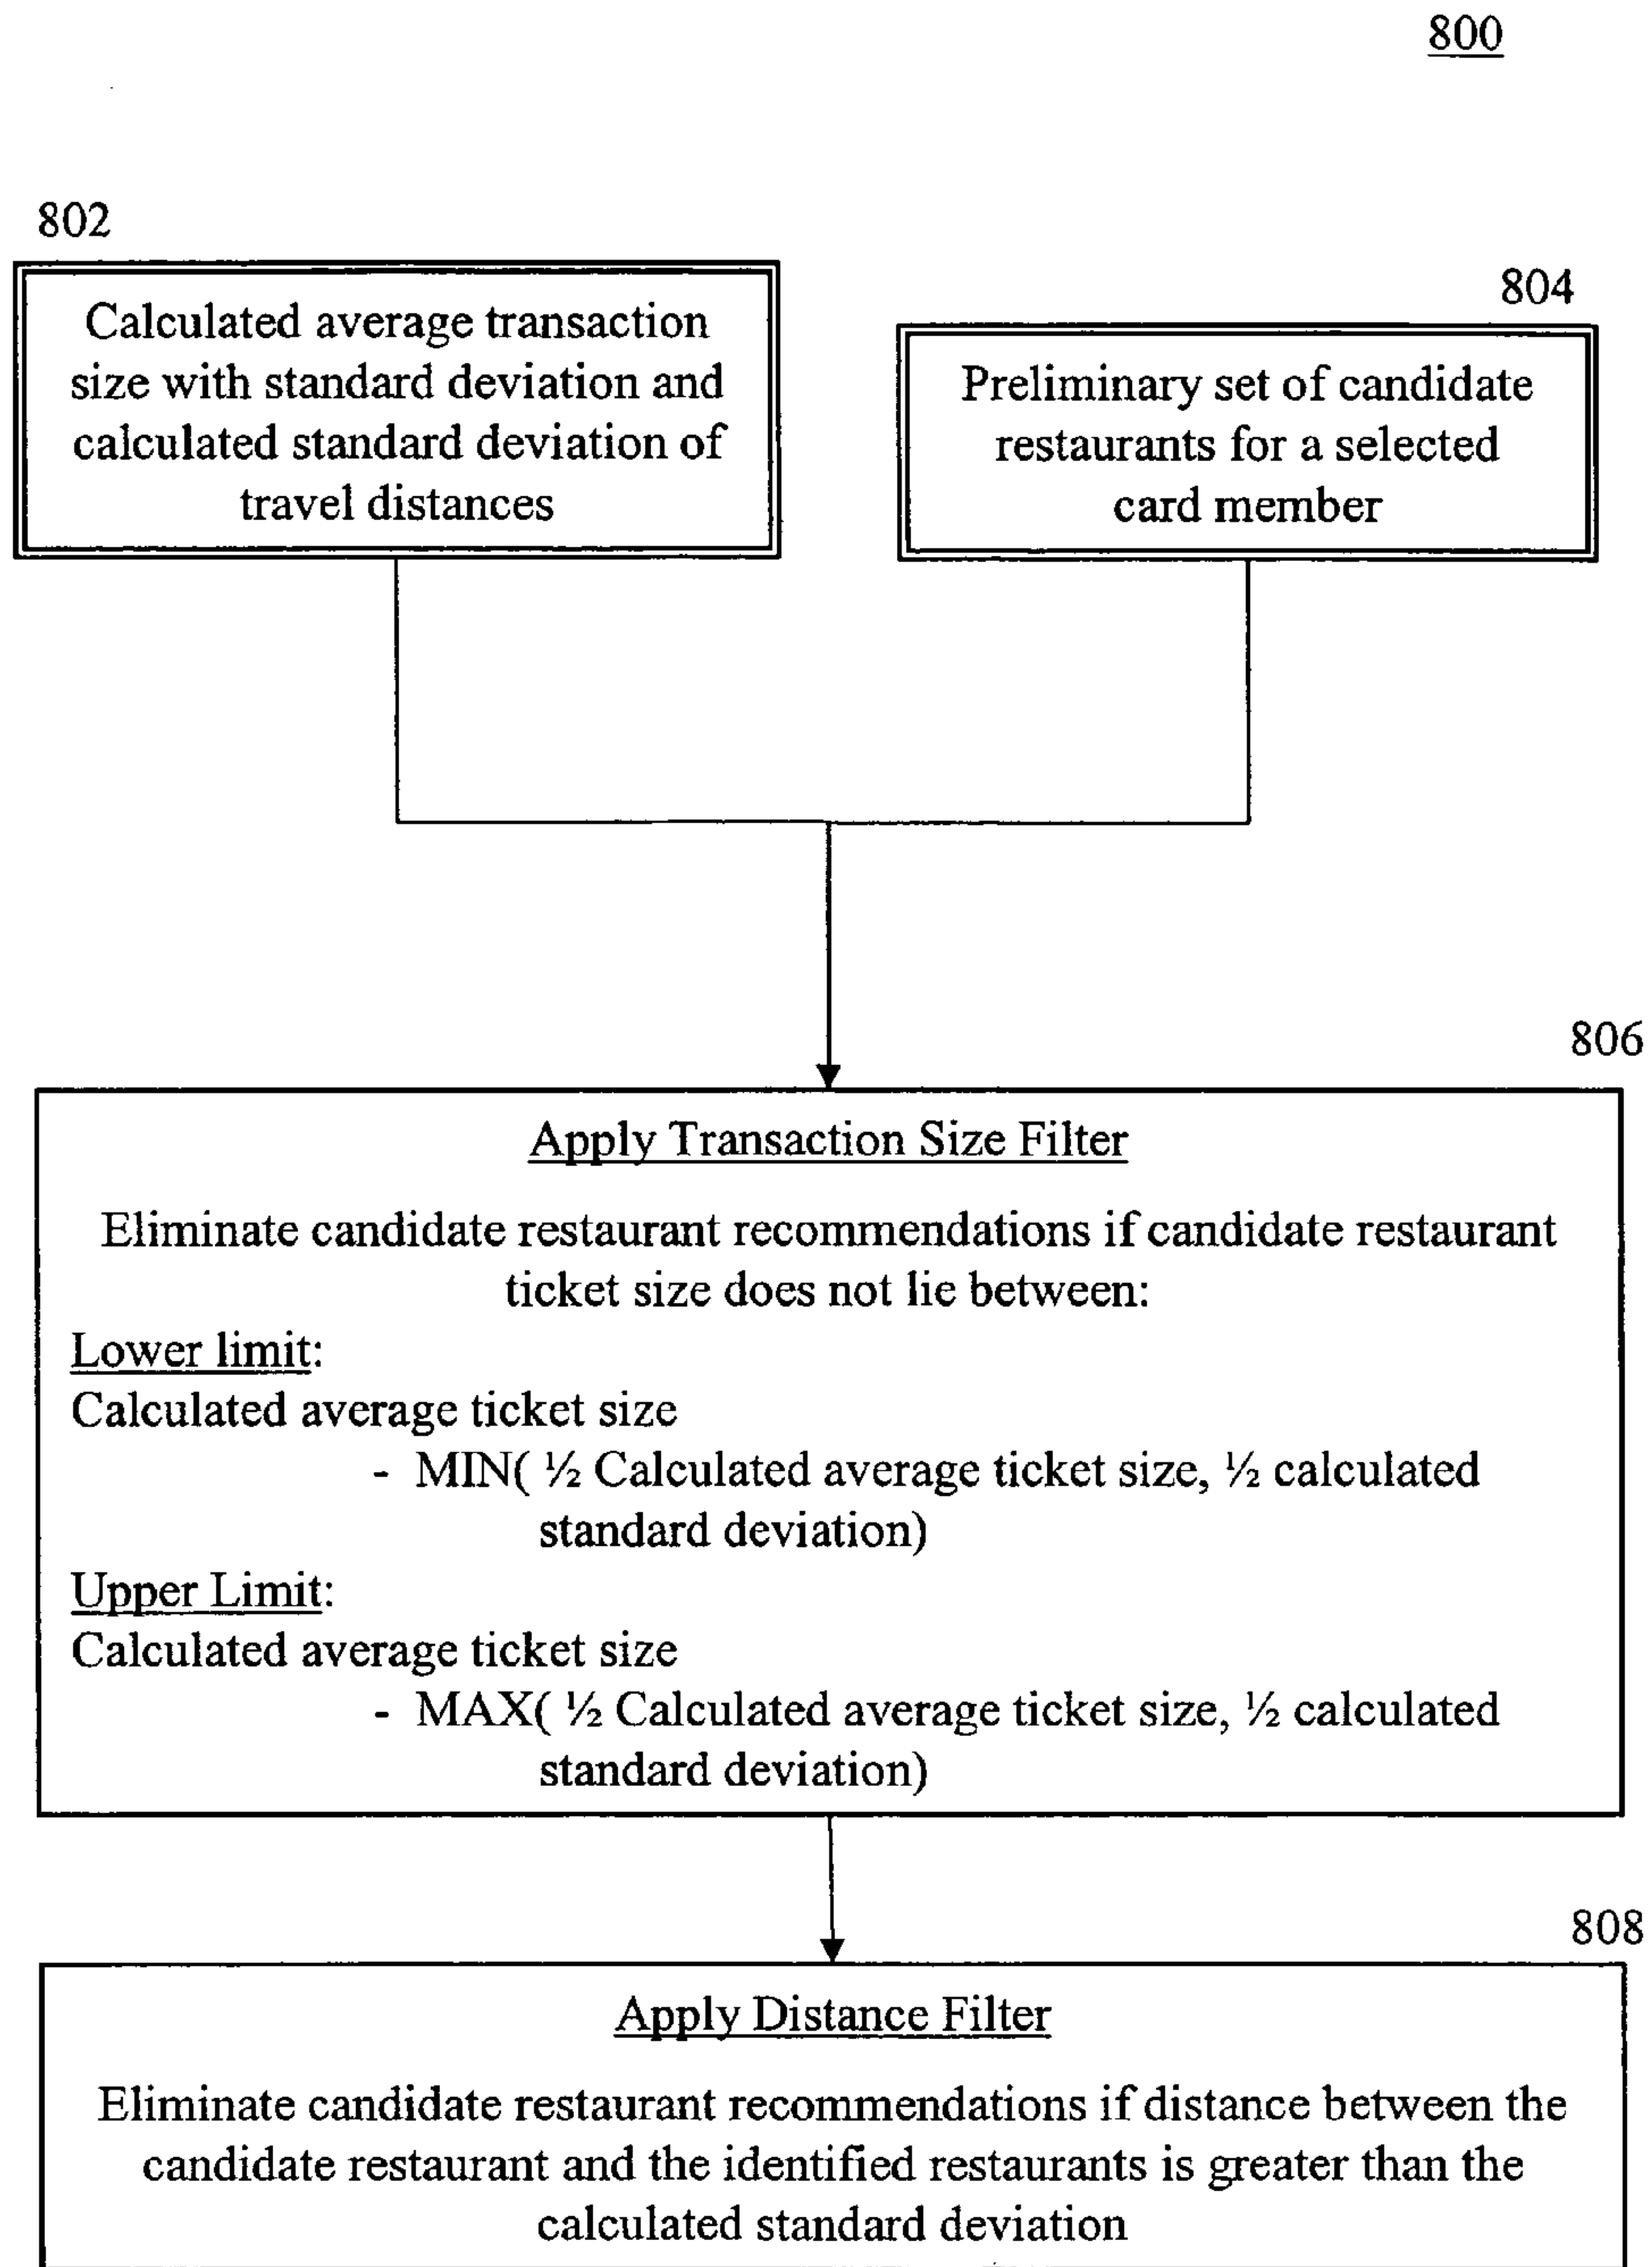 800
802
Calculated average transaction
size with standard deviation and
calculated standard deviation of
travel distances
804
Preliminary set of candidate
restaurants for a selected
card member
806
Apply Transaction Size Filter
Eliminate candidate restaurant recommendations if candidate restaurant
ticket size does not lie between:
Lower limit:
Calculated average ticket size
- MIN( ½ Calculated average ticket size, ½ calculated
standard deviation)
Upper Limit:
Calculated average ticket size
- MAX( ½ Calculated average ticket size, ½ calculated
standard deviation)
808
Apply Distance Filter
Eliminate candidate restaurant recommendations if distance between the
candidate restaurant and the identified restaurants is greater than the
calculated standard deviation